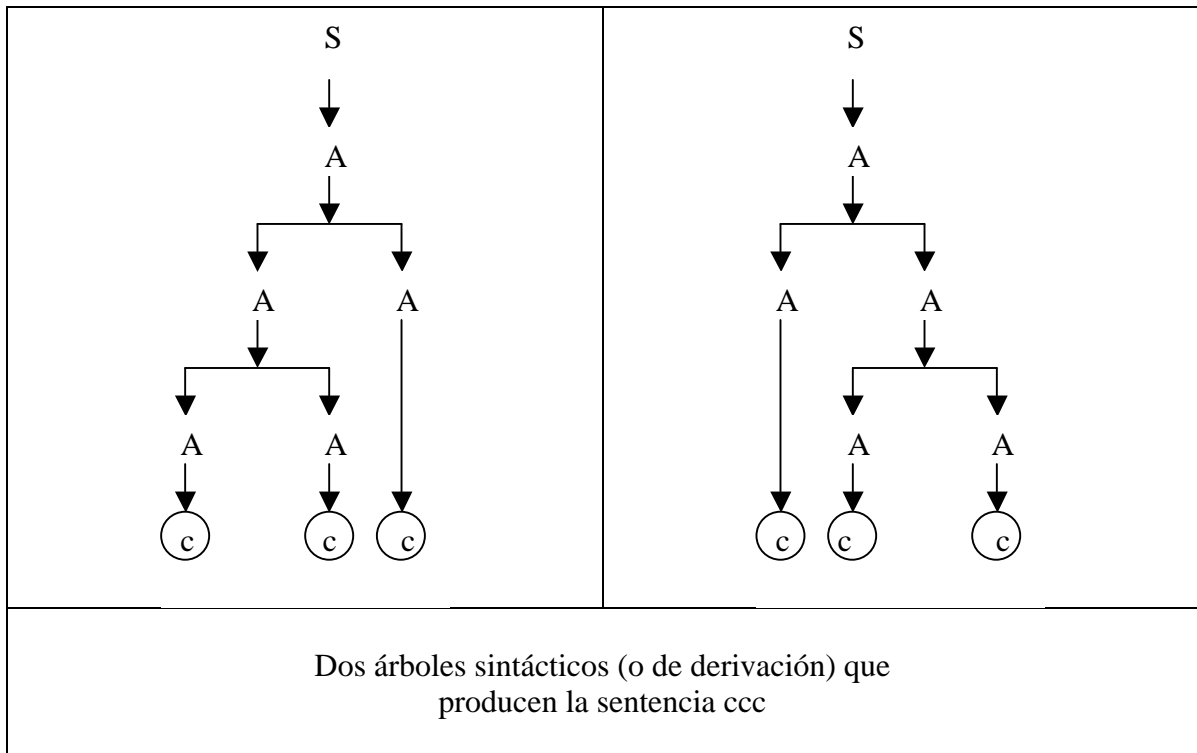 S S
A A
A A A A
A A A A
c c c c c c
Dos árboles sintácticos (o de derivación) que
producen la sentencia ccc